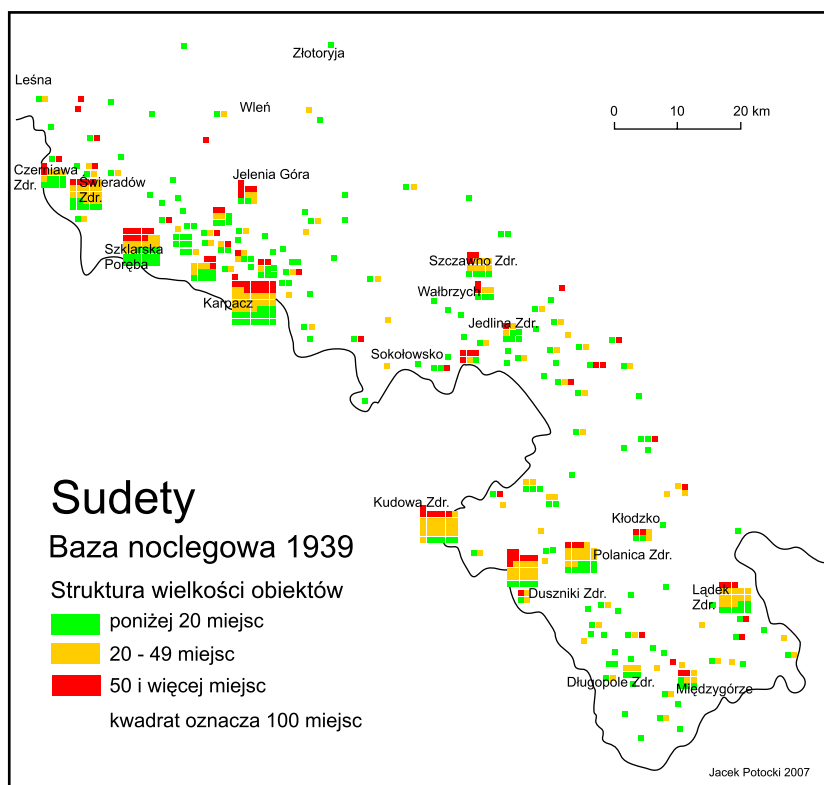 Złotoryja
Leśna
Wleń
0 10 20 km
Czerniawa
Zdr.
Świeradów
Zdr.
Jelenia Góra
Szklarska
Poręba
Szczawno Zdr.
Wałbrzych
Karpacz
Jedlina Zdr.
Sokołowsko
Kudowa Zdr.
Kłodzko
Polanica Zdr.
Duszniki Zdr.
Lądek
Zdr.
Długopole Zdr.
Międzygórze
Sudety
Baza noclegowa 1939
Struktura wielkości obiektów
poniżej 20 miejsc
20 - 49 miejsc
50 i więcej miejsc
kwadrat oznacza 100 miejsc
Jacek Potocki 2007